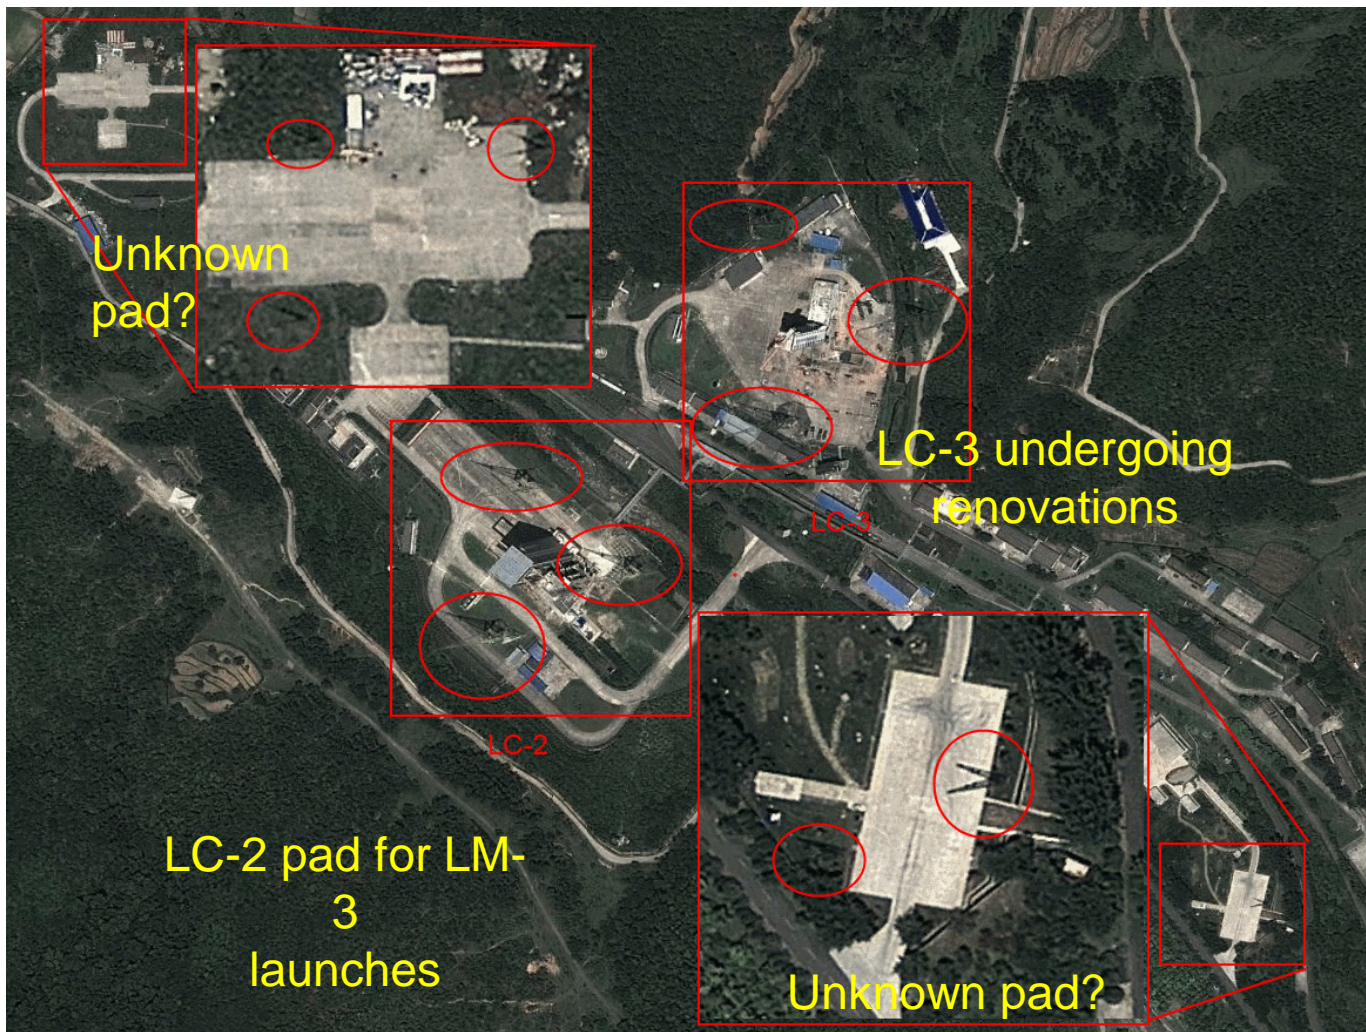 Unknown
pad?
LC-3 undergoing
renovations
LC-3
LC-2
LC-2 pad for LM-
3
launches
Unknown pad?